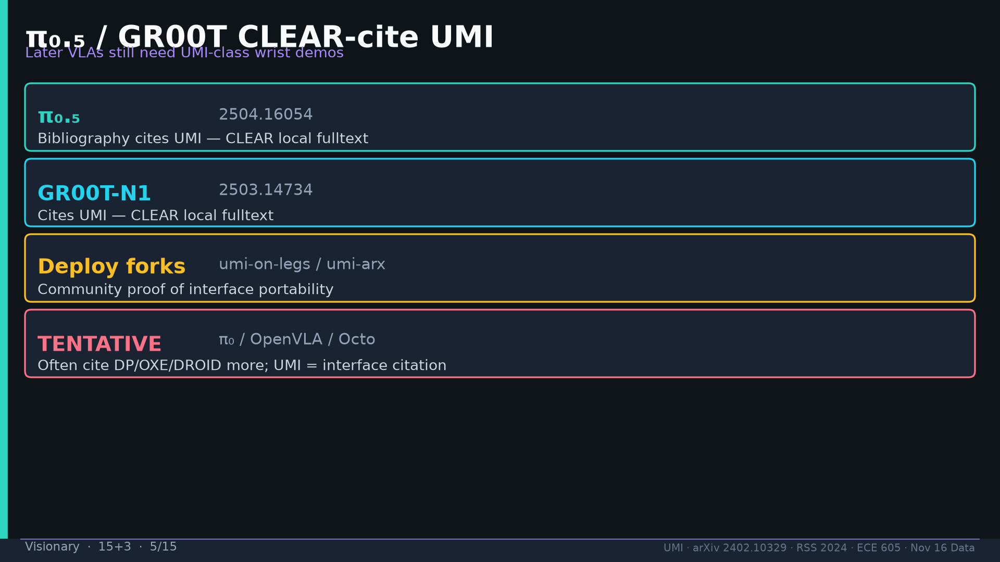 π₀.₅ / GR00T CLEAR-cite UMI
Later VLAs still need UMI-class wrist demos
π₀.₅ 2504.16054
Bibliography cites UMI — CLEAR local fulltext
GR00T-N1 2503.14734
Cites UMI — CLEAR local fulltext
Deploy forks umi-on-legs / umi-arx
Community proof of interface portability
TENTATIVE π₀ / OpenVLA / Octo
Often cite DP/OXE/DROID more; UMI = interface citation
Visionary · 15+3 · 5/15
UMI · arXiv 2402.10329 · RSS 2024 · ECE 605 · Nov 16 Data